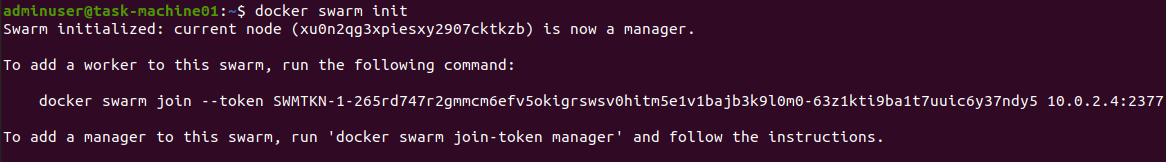 adminuser@task-machine01:~$ docker swarm init
Swarm initialized: current node (xu0n2qg3xpiesxy2907cktkzb) is now a manager.
To add a worker to this swarm, run the following command:
docker swarm join --token SWMTKN-1-265rd747r2gmmcm6efv5okigrswsv0hitm5e1v1bajb3k9l0m0-63z1kti9ba1t7uuic6y37ndy5 10.0.2.4:2377
To add a manager to this swarm, run 'docker swarm join-token manager' and follow the instructions.